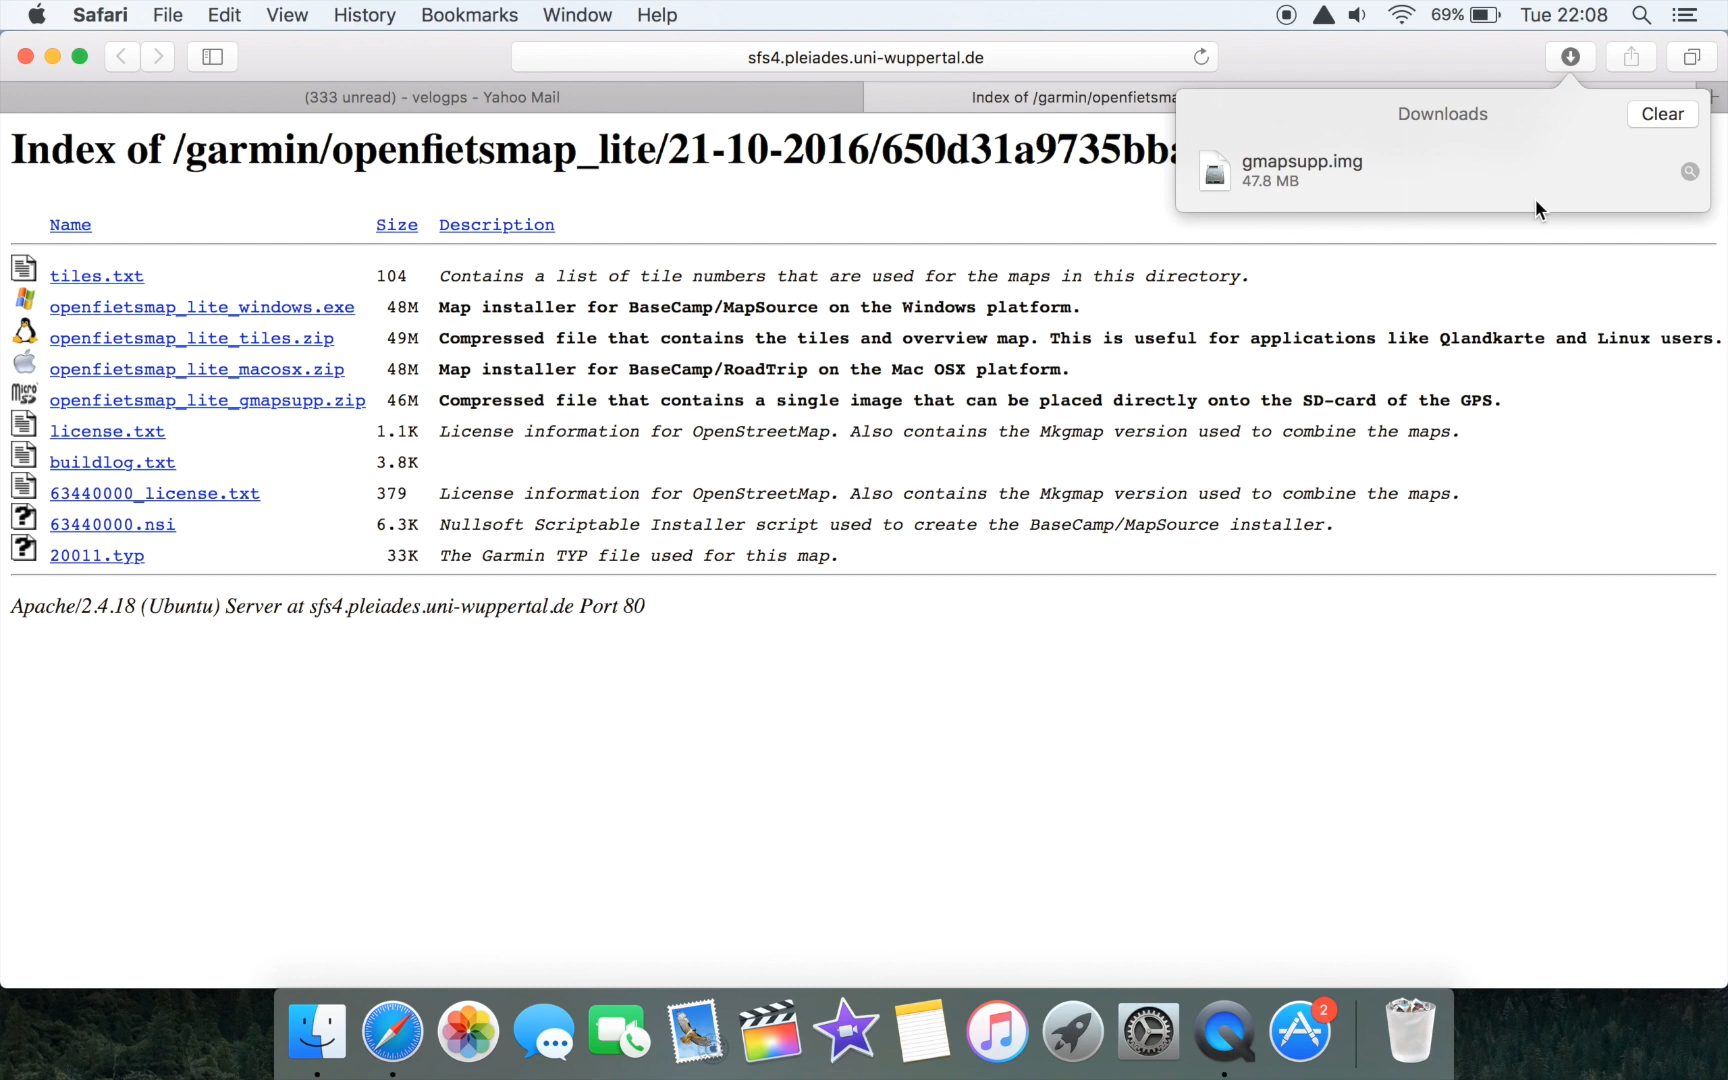 Safari File Edit View History Bookmarks Window Help 69% Tue 22:08
sfs4.pleiades.uni-wuppertal.de
(333 unread) - velogps - Yahoo Mail
Index of /garmin/openfietsma
Downloads Clear
gmapsupp.img
47.8 MB
Index of /garmin/openfietsmap_lite/21-10-2016/650d31a9735bb
Name Size Description
tiles.txt 104 Contains a list of tile numbers that are used for the maps in this directory.
openfietsmap_lite_windows.exe 48M Map installer for BaseCamp/MapSource on the Windows platform.
openfietsmap_lite_tiles.zip 49M Compressed file that contains the tiles and overview map. This is useful for applications like Qlandkarte and Linux users.
openfietsmap_lite_macosx.zip 48M Map installer for BaseCamp/RoadTrip on the Mac OSX platform.
Micro SD openfietsmap_lite_gmapsupp.zip 46M Compressed file that contains a single image that can be placed directly onto the SD-card of the GPS.
license.txt 1.1K License information for OpenStreetMap. Also contains the Mkgmap version used to combine the maps.
buildlog.txt 3.8K
63440000_license.txt 379 License information for OpenStreetMap. Also contains the Mkgmap version used to combine the maps.
63440000.nsi 6.3K Nullsoft Scriptable Installer script used to create the BaseCamp/MapSource installer.
20011.typ 33K The Garmin TYP file used for this map.
Apache/2.4.18 (Ubuntu) Server at sfs4.pleiades.uni-wuppertal.de Port 80
2